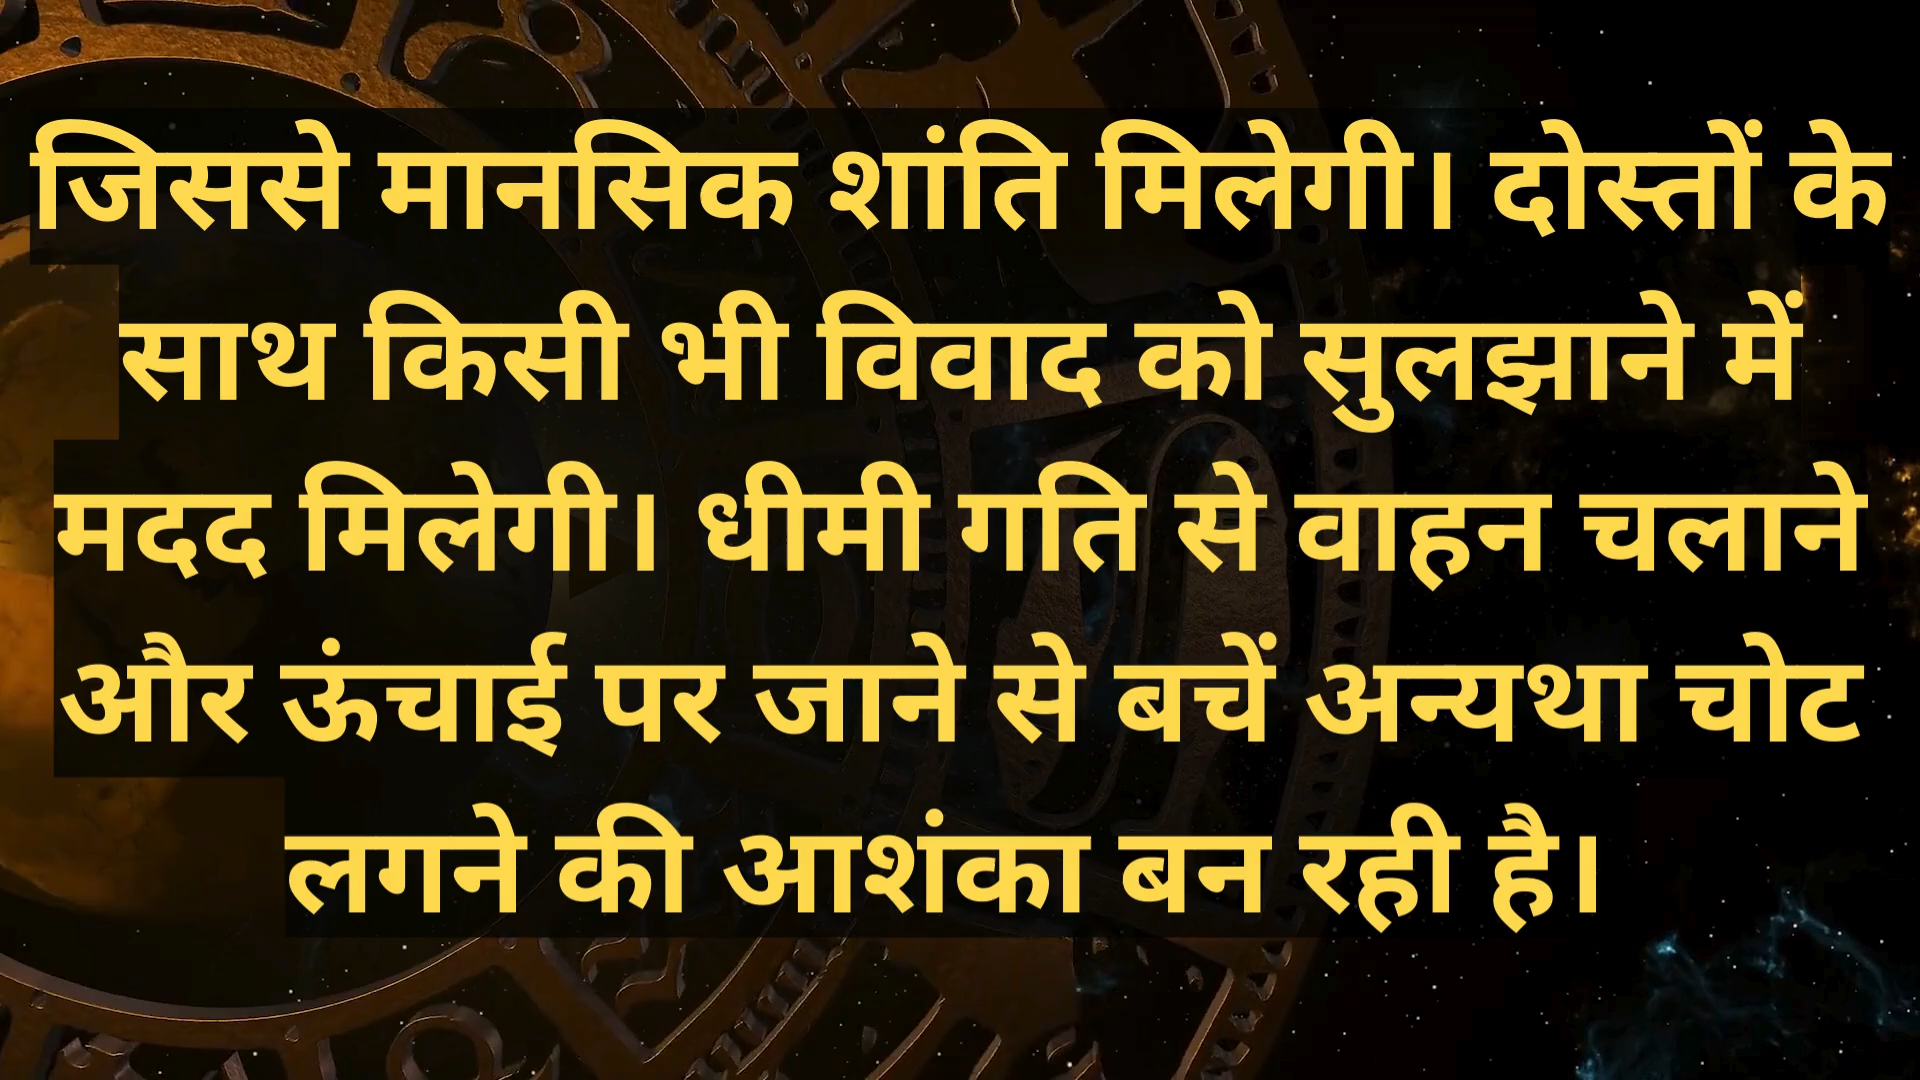 जिससे मानसिक शांति मिलेगी। दोस्तों के
साथ किसी भी विवाद को सुलझाने में
मदद मिलेगी। धीमी गति से वाहन चलाने
और ऊंचाई पर जाने से बचें अन्यथा चोट
लगने की आशंका बन रही है।